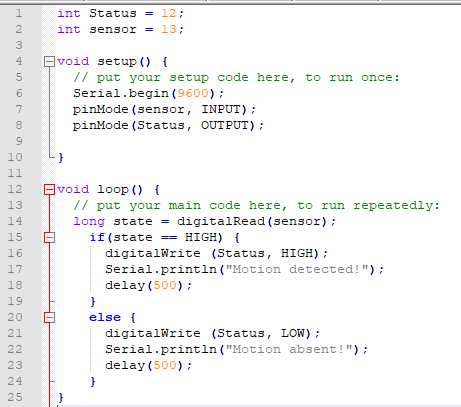 1 int Status = 12;
2 int sensor = 13;
3
4 void setup() {
5 // put your setup code here, to run once:
6 Serial.begin(9600);
7 pinMode(sensor, INPUT);
8 pinMode(Status, OUTPUT);
9
10 }
11
12 void loop() {
13 // put your main code here, to run repeatedly:
14 long state = digitalRead(sensor);
15 if(state == HIGH) {
16 digitalWrite (Status, HIGH);
17 Serial.println("Motion detected!");
18 delay(500);
19 }
20 else {
21 digitalWrite (Status, LOW);
22 Serial.println("Motion absent!");
23 delay(500);
24 }
25 }